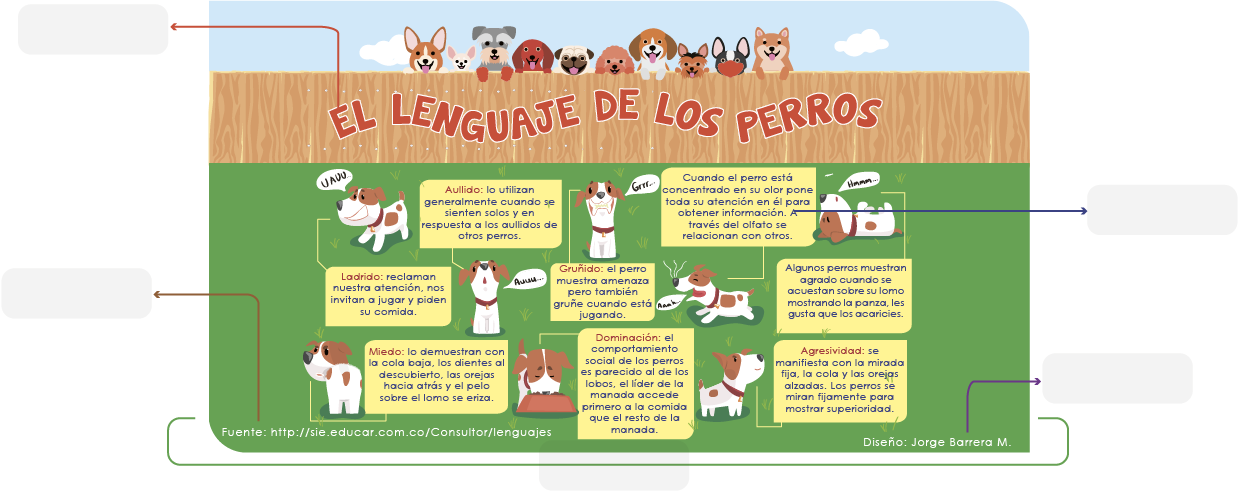 EL LENGUAJE DE LOS PERROS
UAUU..
Aullido: lo utilizan
generalmente cuando se
sienten solos y en
respuesta a los aullidos de
otros perros.
Grrr...
Cuando el perro está
concentrado en su olor pone
toda su atención en él para
obtener información. A
través del olfato se
relacionan con otros.
Hmmm...
Ladrido: reclaman
nuestra atención, nos
invitan a jugar y piden
su comida.
Auuu...
Gruñido: el perro
muestra amenaza
pero también
gruñe cuando está
jugando.
Aaah
Algunos perros muestran
agrado cuando se
acuestan sobre su lomo
mostrando la panza, les
gusta que los acaricies.
Miedo: lo demuestran con
la cola baja, los dientes al
descubierto, las orejas
hacia atrás y el pelo
sobre el lomo se eriza.
Dominación: el
comportamiento
social de los perros
es parecido al de los
lobos, el líder de la
manada accede
primero a la comida
que el resto de la
manada.
Agresividad: se
manifiesta con la mirada
fija, la cola y las orejas
alzadas. Los perros se
miran fijamente para
mostrar superioridad.
Fuente: http://sie.educar.com.co/Consultor/lenguajes
Diseño: Jorge Barrera M.